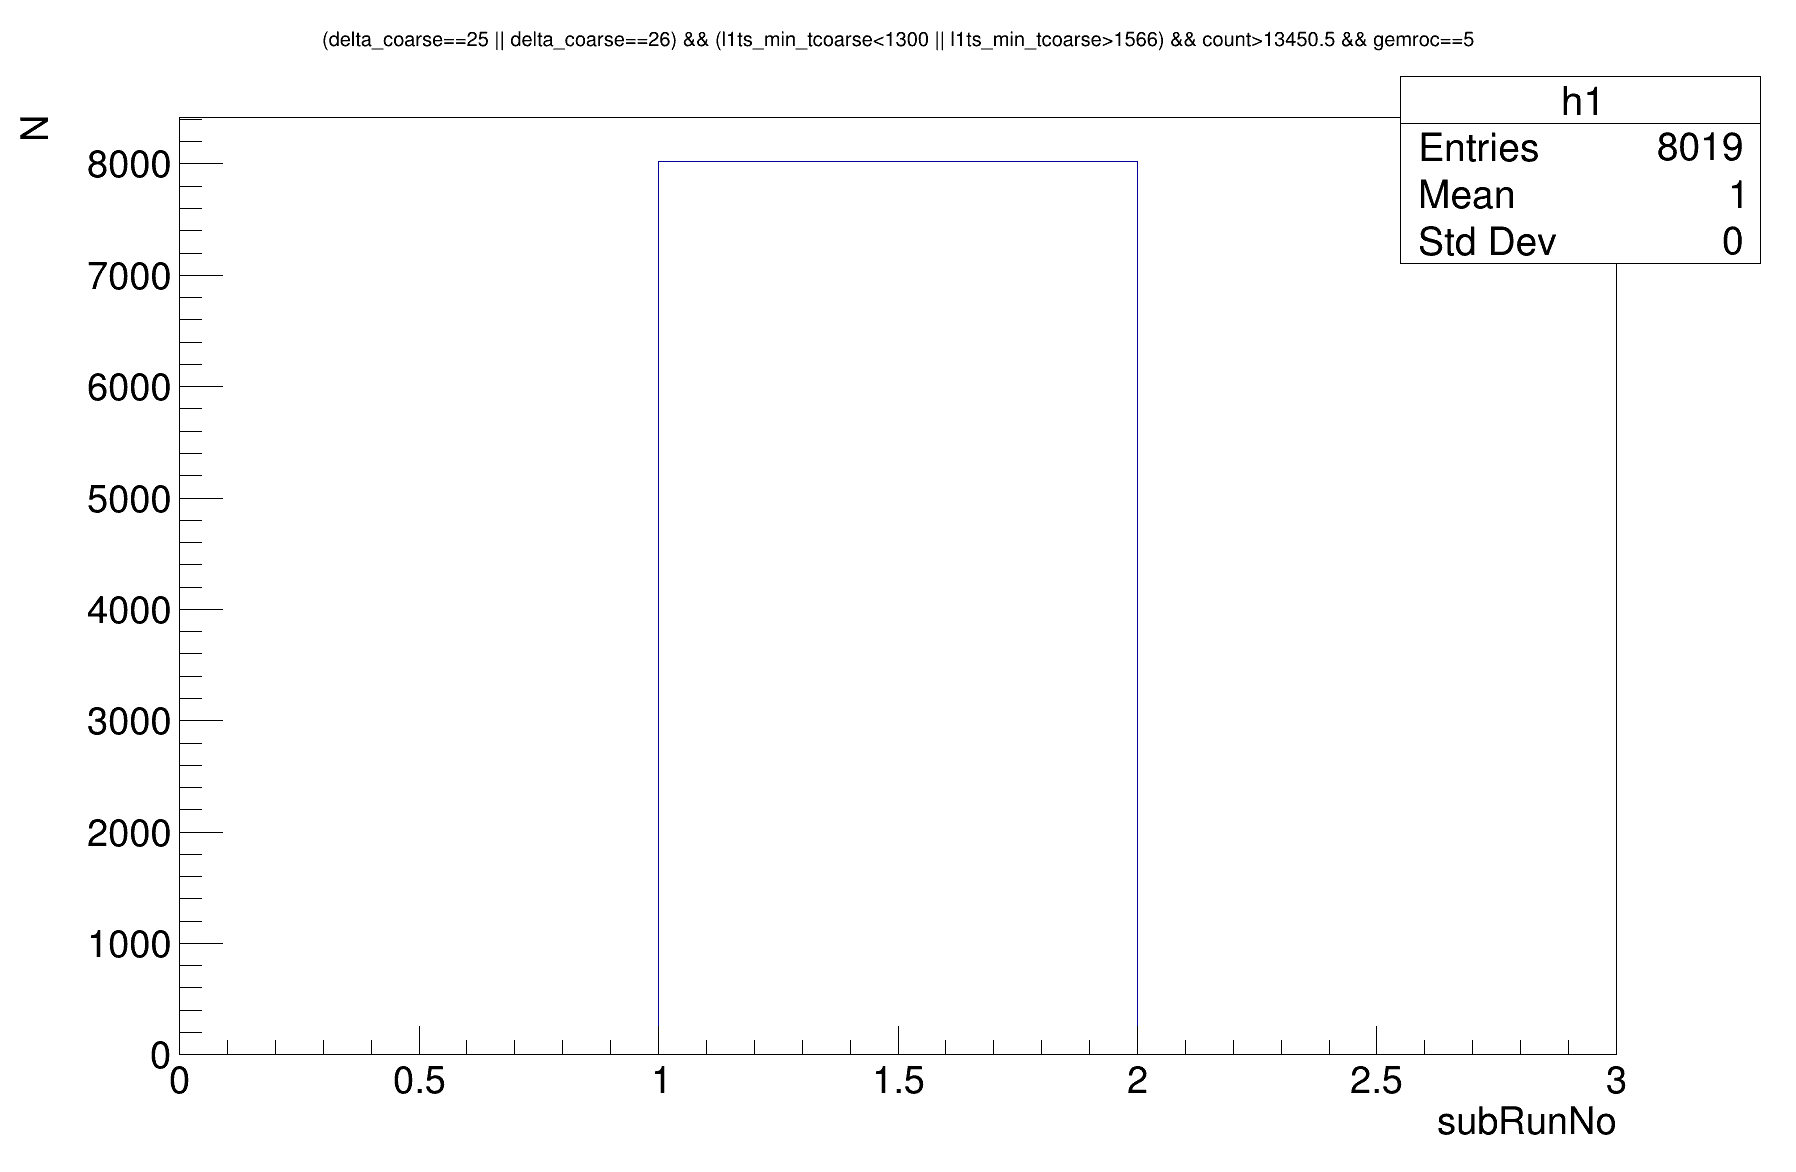 (delta_coarse==25 || delta_coarse==26) && (l1ts_min_tcoarse<1300 || l1ts_min_tcoarse>1566) && count>13450.5 && gemroc==5
h1
Entries 8019
Mean 1
Std Dev 0
N
8000
7000
6000
5000
4000
3000
2000
1000
0
0 0.5 1 1.5 2 2.5 3
subRunNo